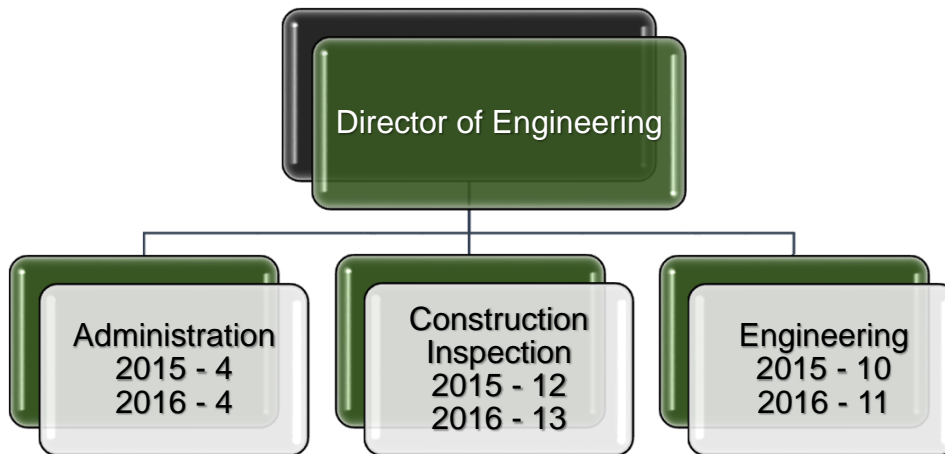 Director of Engineering
Administration
2015 - 4
2016 - 4
Construction
Inspection
2015 - 12
2016 - 13
Engineering
2015 - 10
2016 - 11